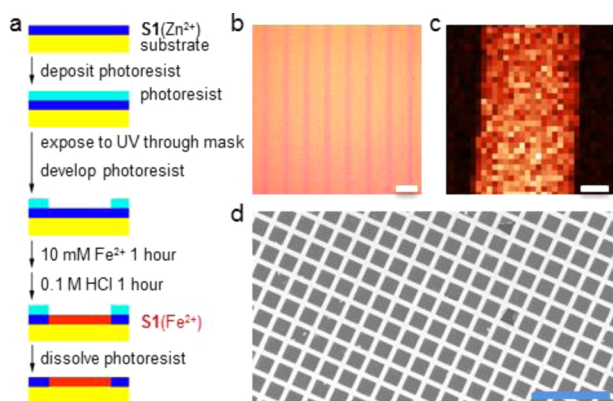 a
S1(Zn²⁺)
substrate
deposit photoresist
photoresist
expose to UV through mask
develop photoresist
10 mM Fe²⁺ 1 hour
0.1 M HCl 1 hour
S1(Fe²⁺)
dissolve photoresist
b
c
d